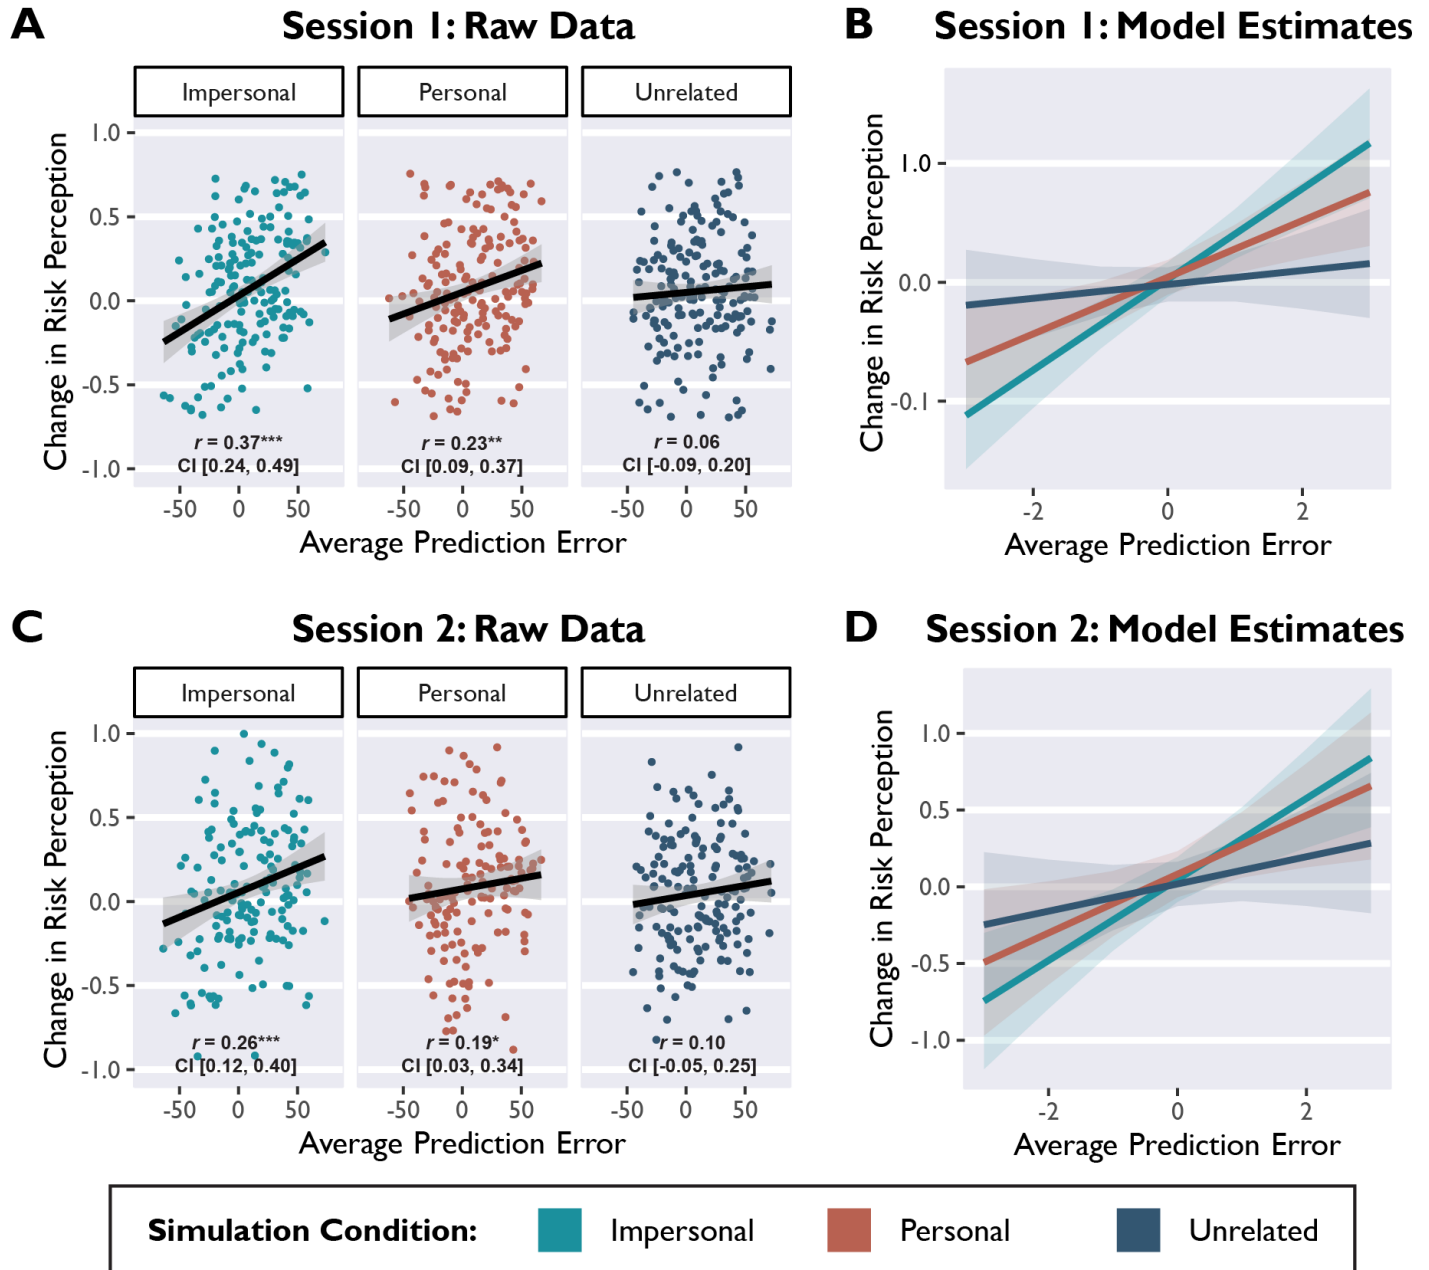 A
Session 1: Raw Data
Impersonal
Personal
Unrelated
Change in Risk Perception
1.0
0.5
0.0
-0.5
-1.0
r = 0.37***
CI [0.24, 0.49]
r = 0.23**
CI [0.09, 0.37]
r = 0.06
CI [-0.09, 0.20]
-50 0 50
-50 0 50
-50 0 50
Average Prediction Error
B
Session 1: Model Estimates
Change in Risk Perception
1.0
0.0
-0.1
-2 0 2
Average Prediction Error
C
Session 2: Raw Data
Impersonal
Personal
Unrelated
Change in Risk Perception
1.0
0.5
0.0
-0.5
-1.0
r = 0.26***
CI [0.12, 0.40]
r = 0.19*
CI [0.03, 0.34]
r = 0.10
CI [-0.05, 0.25]
-50 0 50
-50 0 50
-50 0 50
Average Prediction Error
D
Session 2: Model Estimates
Change in Risk Perception
1.0
0.5
0.0
-0.5
-1.0
-2 0 2
Average Prediction Error
Simulation Condition: Impersonal Personal Unrelated